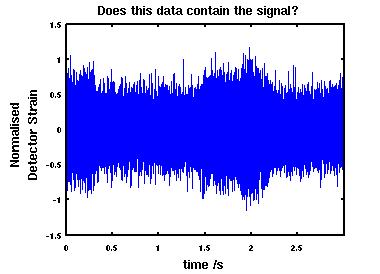 Does this data contain the signal?
1.5
1
0.5
0
-0.5
-1
-1.5
Normalised
Detector Strain
0 0.5 1 1.5 2 2.5
time /s